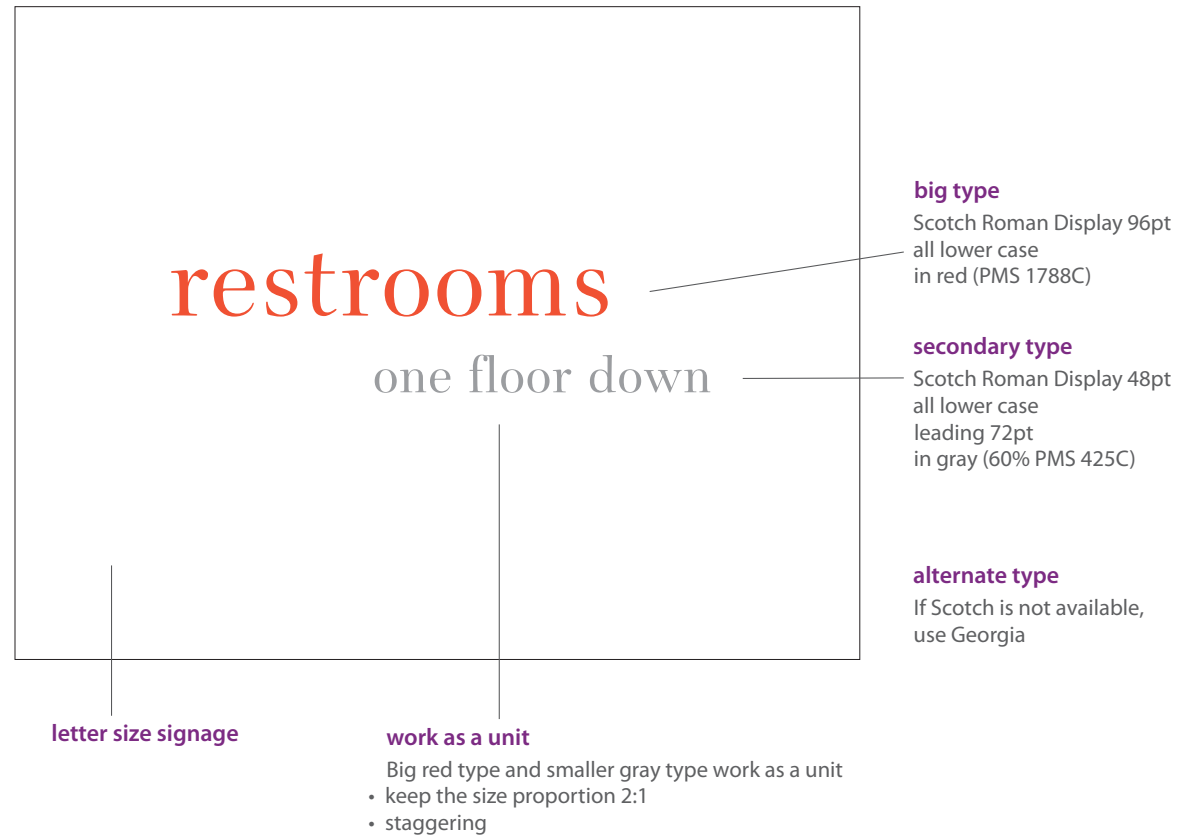 restrooms
one floor down
big type
Scotch Roman Display 96pt
all lower case
in red (PMS 1788C)
secondary type
Scotch Roman Display 48pt
all lower case
leading 72pt
in gray (60% PMS 425C)
alternate type
If Scotch is not available,
use Georgia
letter size signage
work as a unit
Big red type and smaller gray type work as a unit
• keep the size proportion 2:1
• staggering